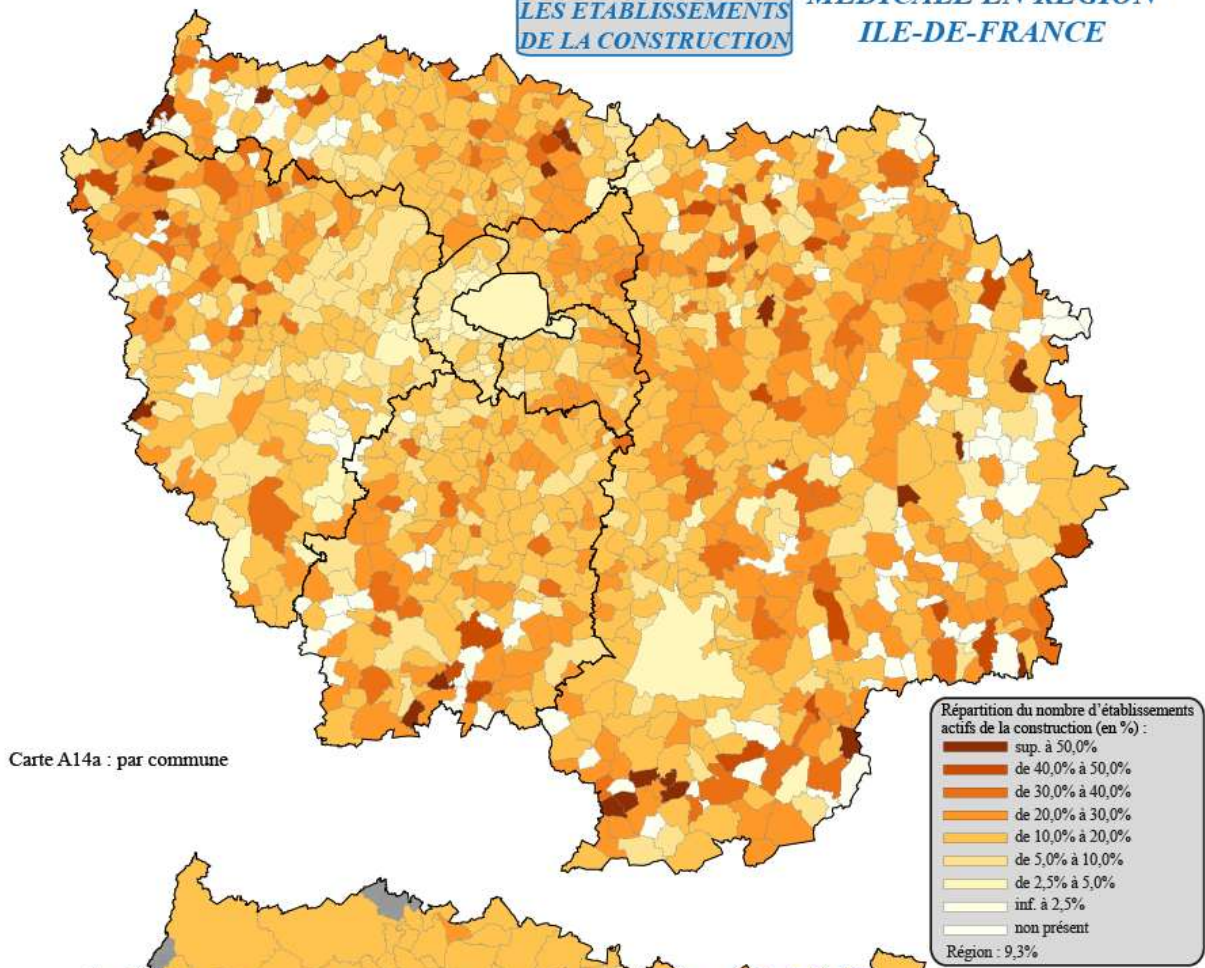 LES ETABLISSEMENTS
DE LA CONSTRUCTION
MEDICALE EN REGION
ILE-DE-FRANCE
Carte A14a : par commune
Répartition du nombre d'établissements
actifs de la construction (en %) :
sup. à 50,0%
de 40,0% à 50,0%
de 30,0% à 40,0%
de 20,0% à 30,0%
de 10,0% à 20,0%
de 5,0% à 10,0%
de 2,5% à 5,0%
inf. à 2,5%
non présent
Région : 9,3%